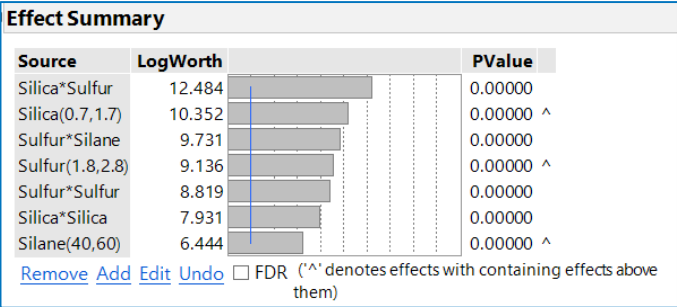 Effect Summary
Source LogWorth PValue
Silica*Sulfur 12.484 0.00000
Silica(0.7,1.7) 10.352 0.00000 ^
Sulfur*Silane 9.731 0.00000
Sulfur(1.8,2.8) 9.136 0.00000 ^
Sulfur*Sulfur 8.819 0.00000
Silica*Silica 7.931 0.00000
Silane(40,60) 6.444 0.00000 ^
Remove Add Edit Undo FDR ('^' denotes effects with containing effects above
them)